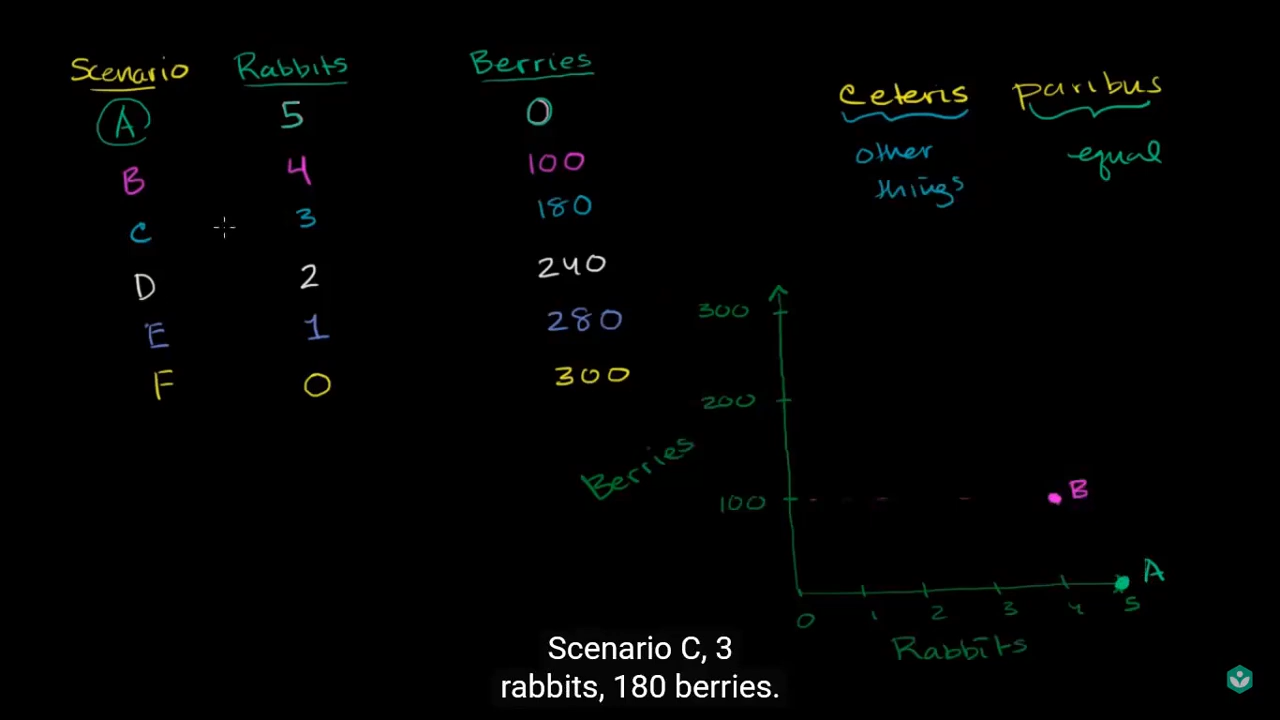 Scenario Rabbits Berries
A 5 0
B 4 100
C 3 180
D 2 240
E 1 280
F 0 300
Ceteris paribus
other equal
things
300
200
Berries
100
B
A
0 1 2 3 4 5
Rabbits
Scenario C, 3
rabbits, 180 berries.